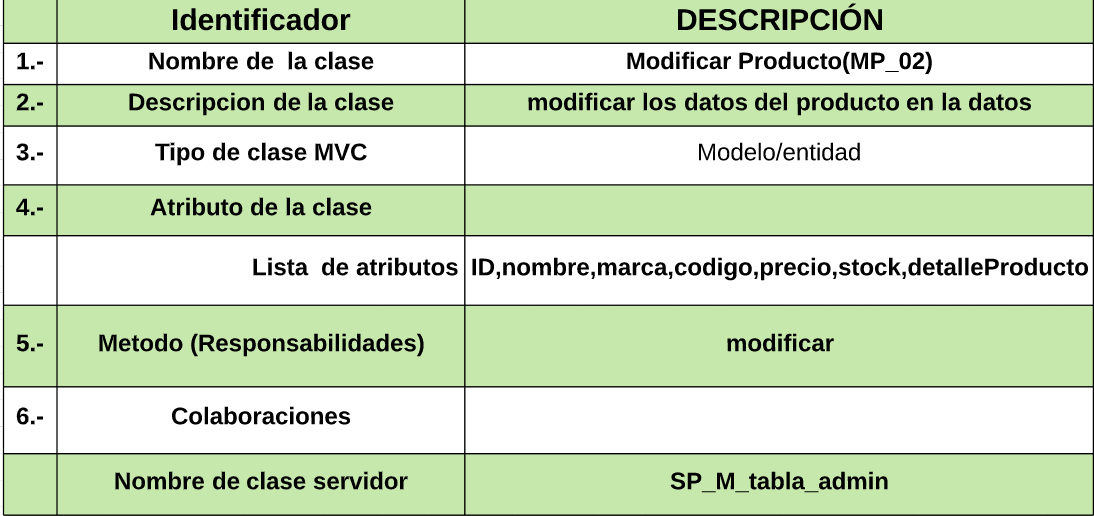 Identificador DESCRIPCIÓN
1.- Nombre de  la clase Modificar Producto(MP_02)
2.- Descripcion de la clase modificar los datos del producto en la datos
3.- Tipo de clase MVC Modelo/entidad
4.- Atributo de la clase
Lista  de atributos ID,nombre,marca,codigo,precio,stock,detalleProducto
5.- Metodo (Responsabilidades) modificar
6.- Colaboraciones
Nombre de clase servidor SP_M_tabla_admin